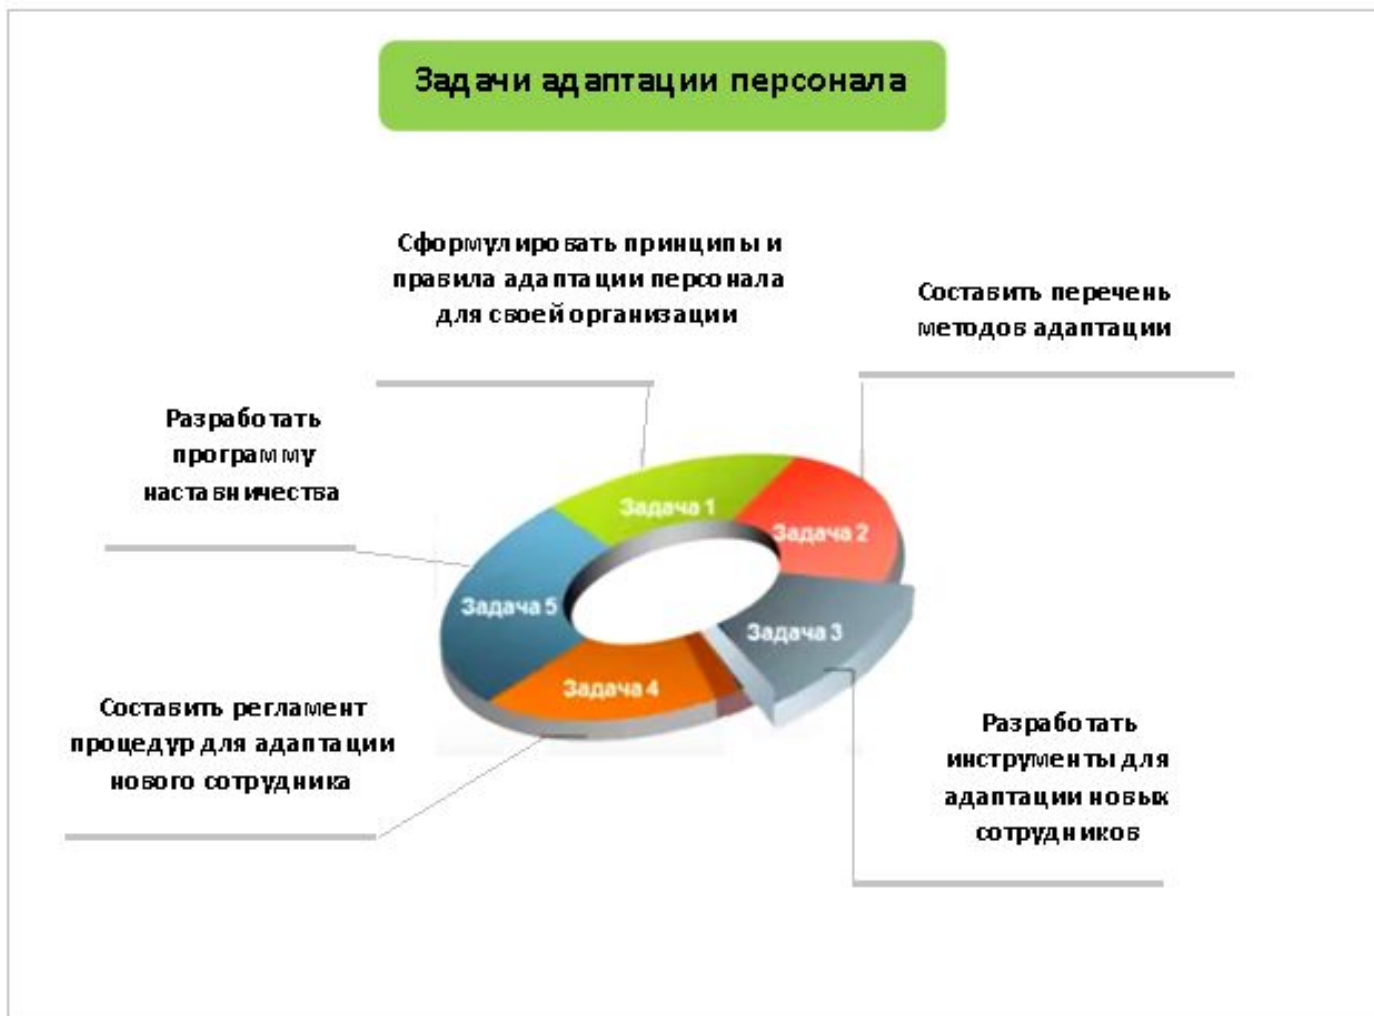 Задачи адаптации персонала
Сформулировать принципы и
правила адаптации персонала
для своей организации
Составить перечень
методов адаптации
Разработать
программу
наставничества
Задача 1
Задача 2
Задача 5
Задача 3
Задача 4
Составить регламент
процедур для адаптации
нового сотрудника
Разработать
инструменты для
адаптации новых
сотрудников